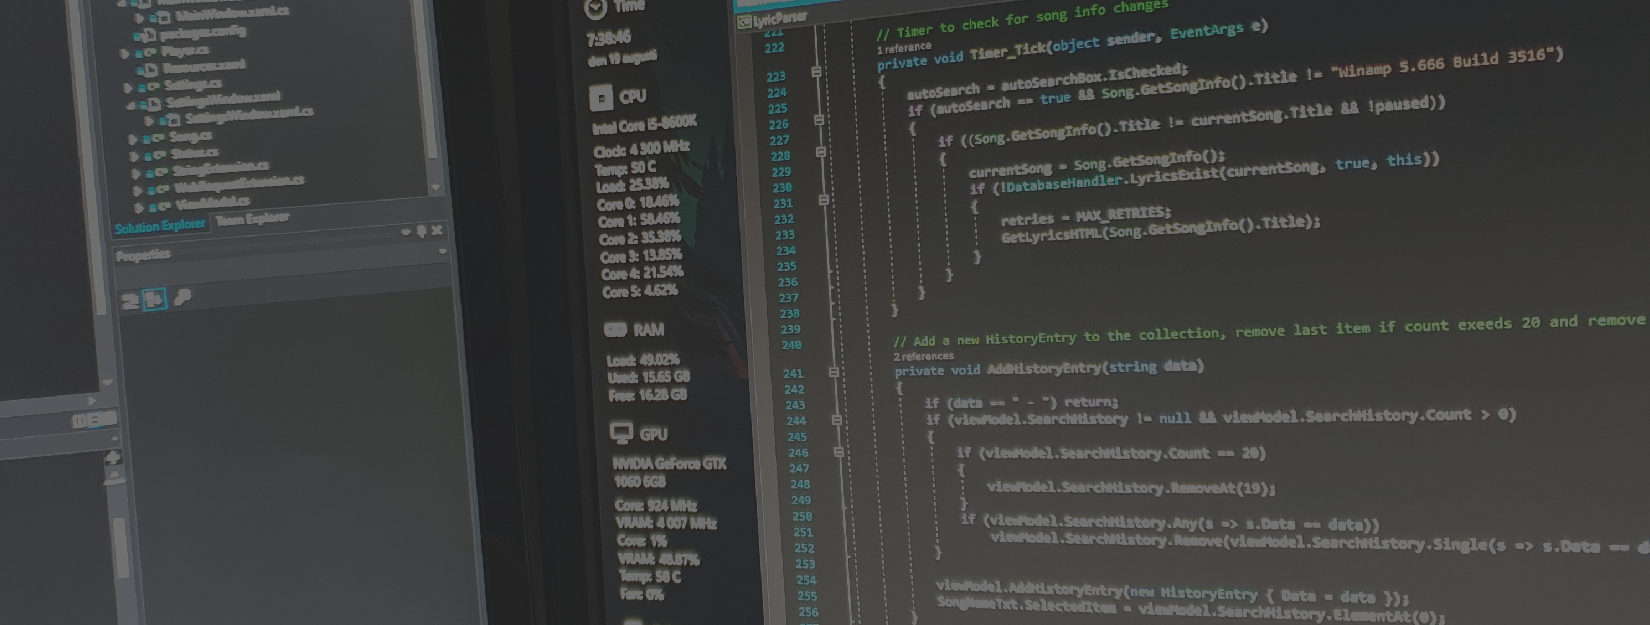 MainWindow.xaml.cs
packages.config
Player.cs
Resources.xaml
Settings.cs
SettingsWindow.xaml
SettingsWindow.xaml.cs
Song.cs
Status.cs
StringExtension.cs
WebRequestExtension.cs
ViewModel.cs
Solution Explorer Team Explorer
Properties
Time
7:38:46
den 10 augusti
CPU
Intel Core i5-8600K
Clock: 4 300 MHz
Temp: 50 C
Load: 25.38%
Core 0: 18.46%
Core 1: 58.46%
Core 2: 35.38%
Core 3: 13.85%
Core 4: 21.54%
Core 5: 4.62%
RAM
Load: 49.02%
Used: 15.65 GB
Free: 16.28 GB
GPU
NVIDIA GeForce GTX
1060 6GB
Core: 924 MHz
VRAM: 4 007 MHz
Core: 1%
VRAM: 48.87%
Temp: 58 C
Fan: 0%
LyricParser
221 // Timer to check for song info changes
222
1 reference
private void Timer_Tick(object sender, EventArgs e)
223 {
224 autoSearch = autoSearchBox.IsChecked;
225 if (autoSearch == true && Song.GetSongInfo().Title != "Winamp 5.666 Build 3516")
226 {
227 if ((Song.GetSongInfo().Title != currentSong.Title && !paused))
228 {
229 currentSong = Song.GetSongInfo();
230 if (!DatabaseHandler.LyricsExist(currentSong, true, this))
231 {
232 retries = MAX_RETRIES;
233 GetLyricsHTML(Song.GetSongInfo().Title);
234 }
235 }
236 }
237 }
238
239
240 // Add a new HistoryEntry to the collection, remove last item if count exeeds 20 and remove
2 references
241 private void AddHistoryEntry(string data)
242 {
243 if (data == " - ") return;
244 if (viewModel.SearchHistory != null && viewModel.SearchHistory.Count > 0)
245 {
246 if (viewModel.SearchHistory.Count == 20)
247 {
248 viewModel.SearchHistory.RemoveAt(19);
249 }
250 if (viewModel.SearchHistory.Any(s => s.Data == data))
251 viewModel.SearchHistory.Remove(viewModel.SearchHistory.Single(s => s.Data == d
252 }
253
254 viewModel.AddHistoryEntry(new HistoryEntry { Data = data });
255 SongNameTxt.SelectedItem = viewModel.SearchHistory.ElementAt(0);
256 }